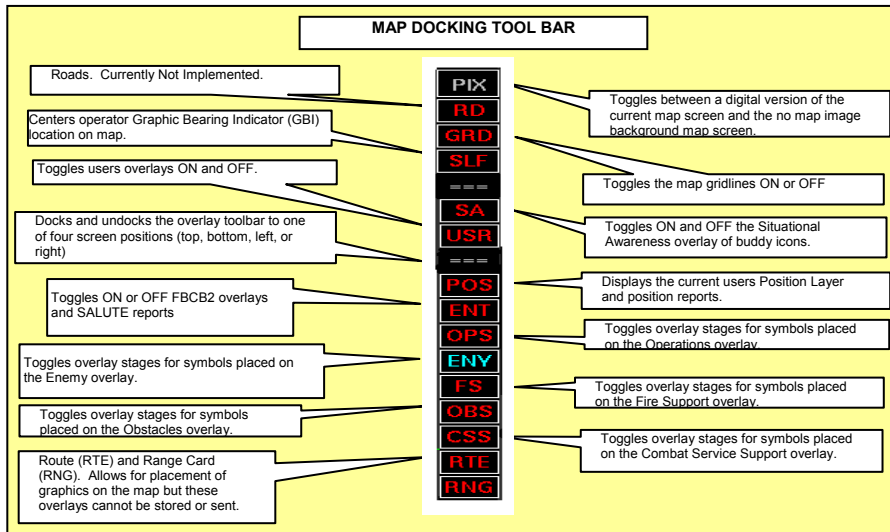 MAP DOCKING TOOL BAR
Roads.  Currently Not Implemented.
Centers operator Graphic Bearing Indicator (GBI)
location on map.
Toggles users overlays ON and OFF.
Docks and undocks the overlay toolbar to one
of four screen positions (top, bottom, left, or
right)
Toggles ON or OFF FBCB2 overlays
and SALUTE reports
Toggles overlay stages for symbols placed on
the Enemy overlay.
Toggles overlay stages for symbols
placed on the Obstacles overlay.
Route (RTE) and Range Card
(RNG).  Allows for placement of
graphics on the map but these
overlays cannot be stored or sent.
PIX
RD
GRD
SLF
===
SA
USR
===
POS
ENT
OPS
ENY
FS
OBS
CSS
RTE
RNG
Toggles between a digital version of the
current map screen and the no map image
background map screen.
Toggles the map gridlines ON or OFF
Toggles ON and OFF the Situational
Awareness overlay of buddy icons.
Displays the current users Position Layer
and position reports.
Toggles overlay stages for symbols placed
on the Operations overlay.
Toggles overlay stages for symbols placed
on the Fire Support overlay.
Toggles overlay stages for symbols placed
on the Combat Service Support overlay.